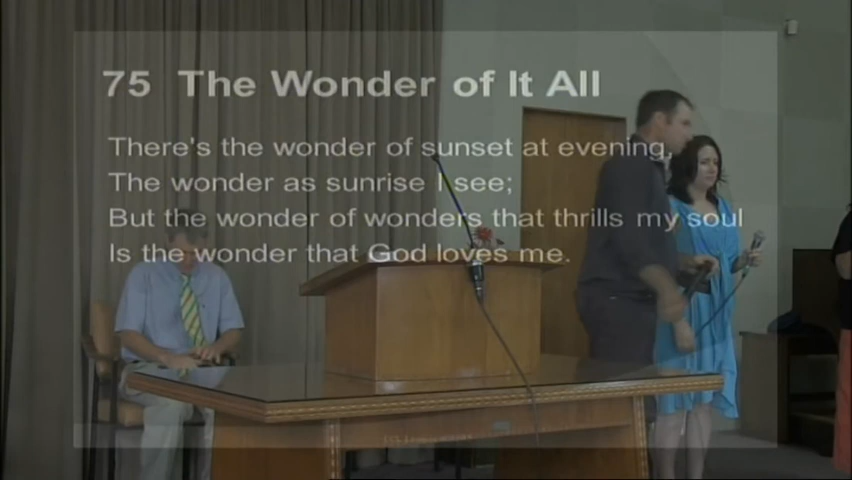 75 The Wonder of It All
There's the wonder of sunset at evening,
The wonder as sunrise I see;
But the wonder of wonders that thrills my soul
Is the wonder that God loves me.